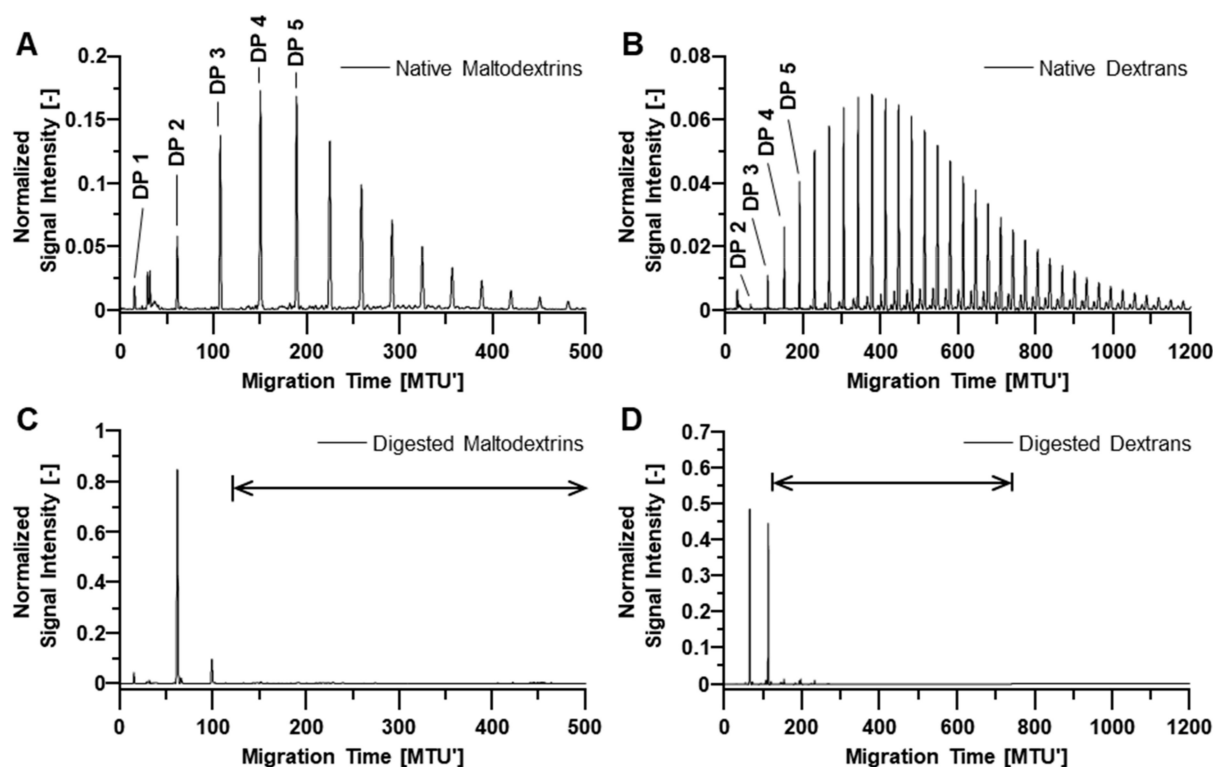 A
DP 1
DP 2
DP 3
DP 4
DP 5
Native Maltodextrins
Normalized
Signal Intensity [-]
0.2
0.15
0.1
0.05
0
0 100 200 300 400 500
Migration Time [MTU']
B
DP 2
DP 3
DP 4
DP 5
Native Dextrans
Normalized
Signal Intensity [-]
0.08
0.06
0.04
0.02
0
0 200 400 600 800 1000 1200
Migration Time [MTU']
C
Digested Maltodextrins
Normalized
Signal Intensity [-]
1
0.8
0.6
0.4
0.2
0
0 100 200 300 400 500
Migration Time [MTU']
D
Digested Dextrans
Normalized
Signal Intensity [-]
0.7
0.6
0.5
0.4
0.3
0.2
0.1
0
0 200 400 600 800 1000 1200
Migration Time [MTU']